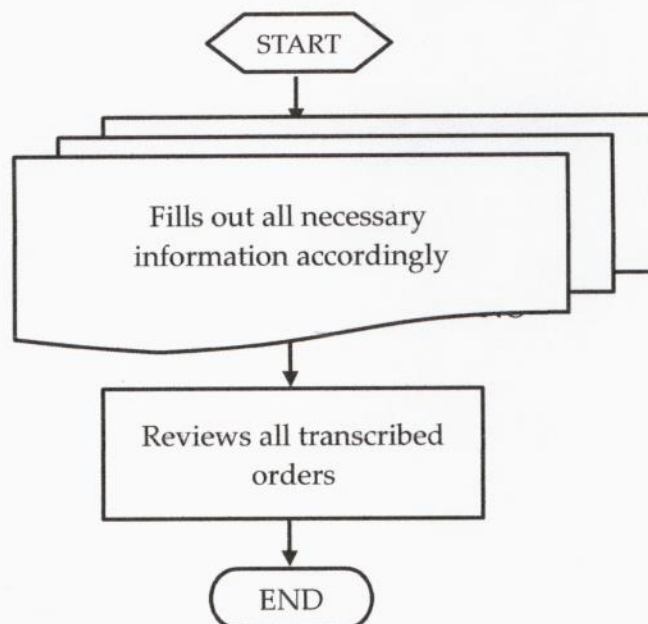 START
Fills out all necessary
information accordingly
Reviews all transcribed
orders
END